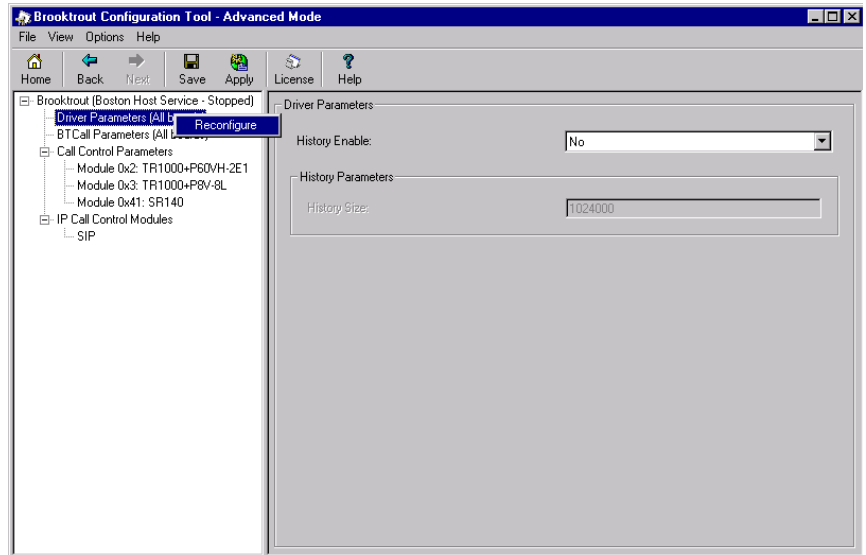 Brooktrout Configuration Tool - Advanced Mode
File View Options Help
Home Back Next Save Apply License Help
Brooktrout (Boston Host Service - Stopped)
Driver Parameters (All b
Reconfigure
BTCall Parameters (All
Call Control Parameters
Module 0x2: TR1000+P60VH-2E1
Module 0x3: TR1000+P8V-8L
Module 0x41: SR140
IP Call Control Modules
SIP
Driver Parameters
History Enable: No
History Parameters
History Size: 1024000